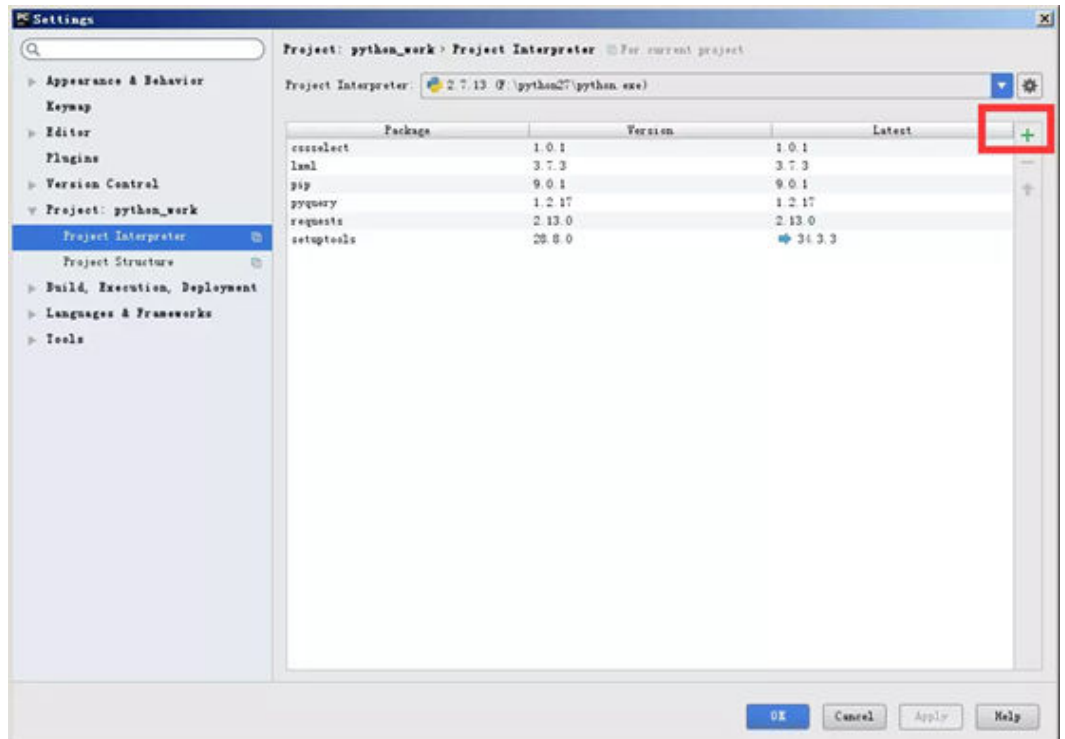 Settings
Project: python_work › Project Interpreter For current project
Appearance & Behavior
Keymap
Editor
Plugins
Version Control
Project: python_work
Project Interpreter
Project Structure
Build, Execution, Deployment
Languages & Frameworks
Tools
Project Interpreter: 2.7.13 (F:\python27\python.exe)
Package Version Latest
cssselect 1.0.1 1.0.1
lxml 3.7.3 3.7.3
pip 9.0.1 9.0.1
pyquery 1.2.17 1.2.17
requests 2.13.0 2.13.0
setuptools 28.8.0 34.3.3
OK Cancel Apply Help